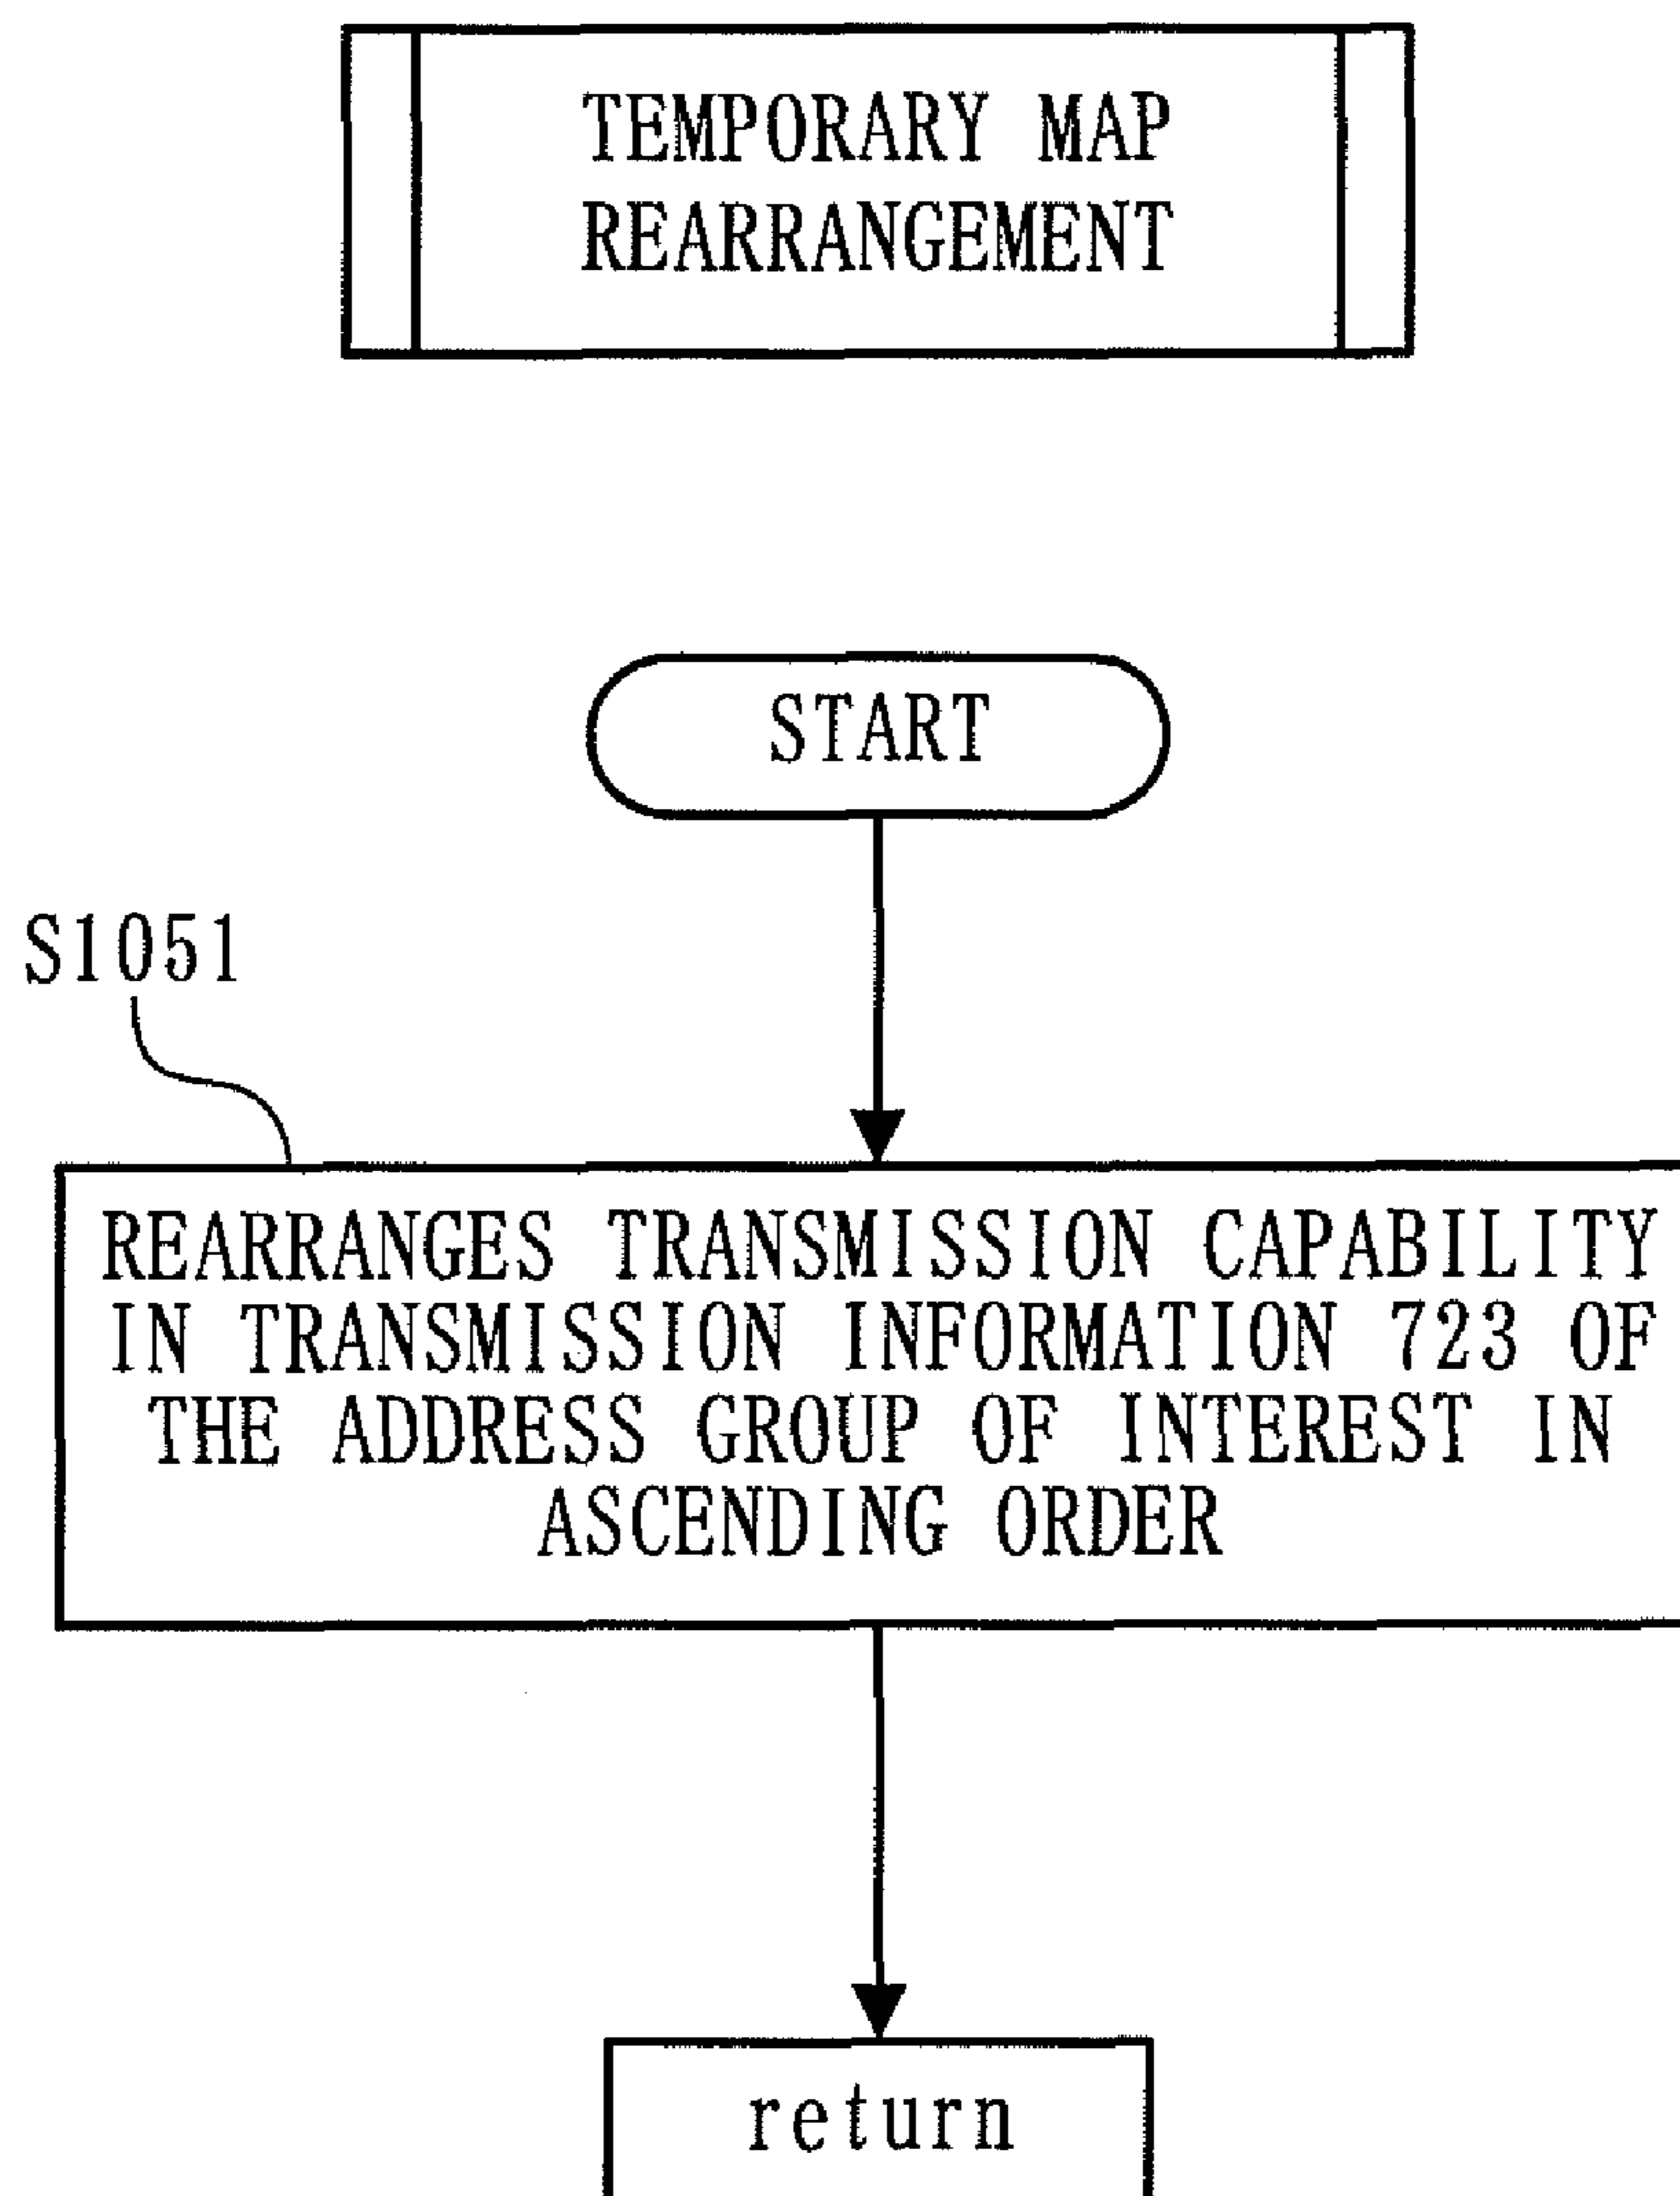 TEMPORARY MAP
REARRANGEMENT
START
S1051
REARRANGES TRANSMISSION CAPABILITY
IN TRANSMISSION INFORMATION 723 OF
THE ADDRESS GROUP OF INTEREST IN
ASCENDING ORDER
return